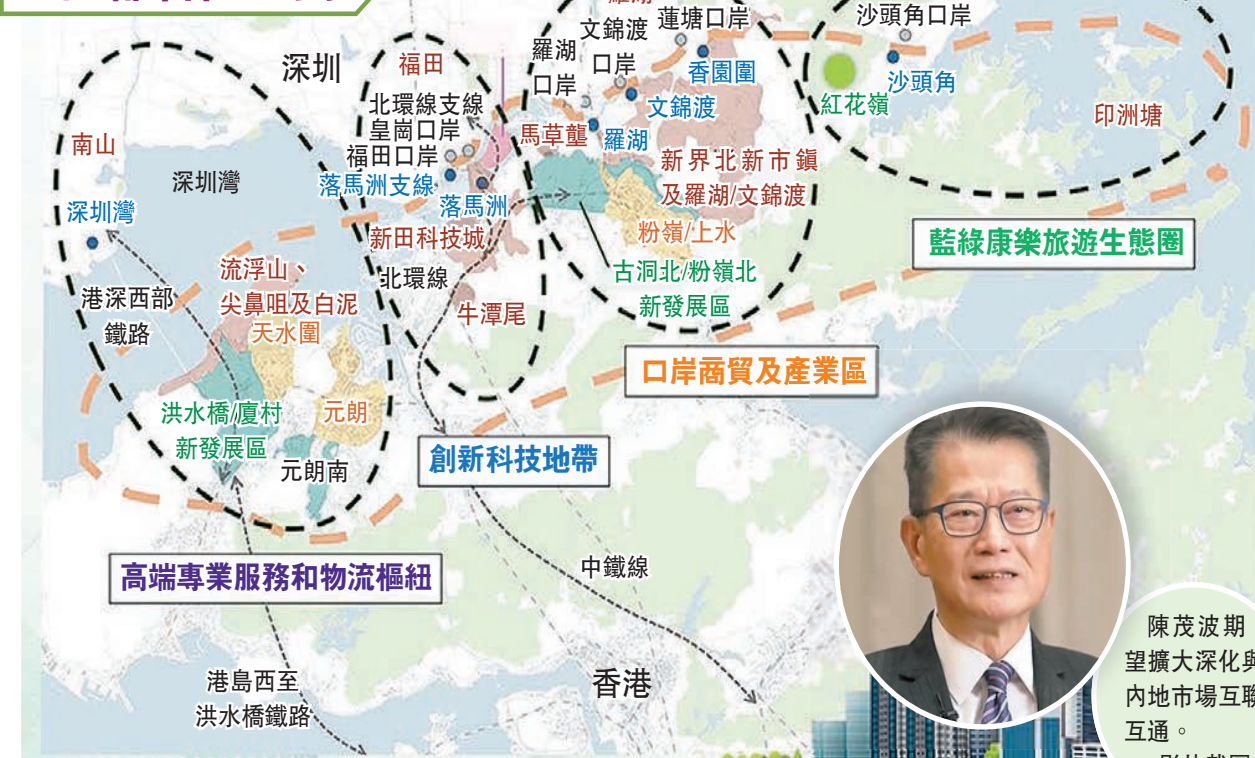 蓮塘口岸
沙頭角口岸
文錦渡
口岸
羅湖
口岸
深圳
福田
香園圍
沙頭角
紅花嶺
文錦渡
印洲塘
北環線支線
皇崗口岸
福田口岸
馬草壟
羅湖
南山
深圳灣
落馬洲支線
落馬洲
新界北新市鎮
及羅湖/文錦渡
深圳灣
新田科技城
粉嶺/上水
藍綠康樂旅遊生態圈
流浮山、
尖鼻咀及白泥
天水圍
北環線
古洞北/粉嶺北
新發展區
港深西部
鐵路
牛潭尾
口岸商貿及產業區
洪水橋/廈村
新發展區
元朗
元朗南
創新科技地帶
高端專業服務和物流樞紐
中鐵線
港島西至
洪水橋鐵路
香港
陳茂波期
望擴大深化與
內地市場互聯
互通。